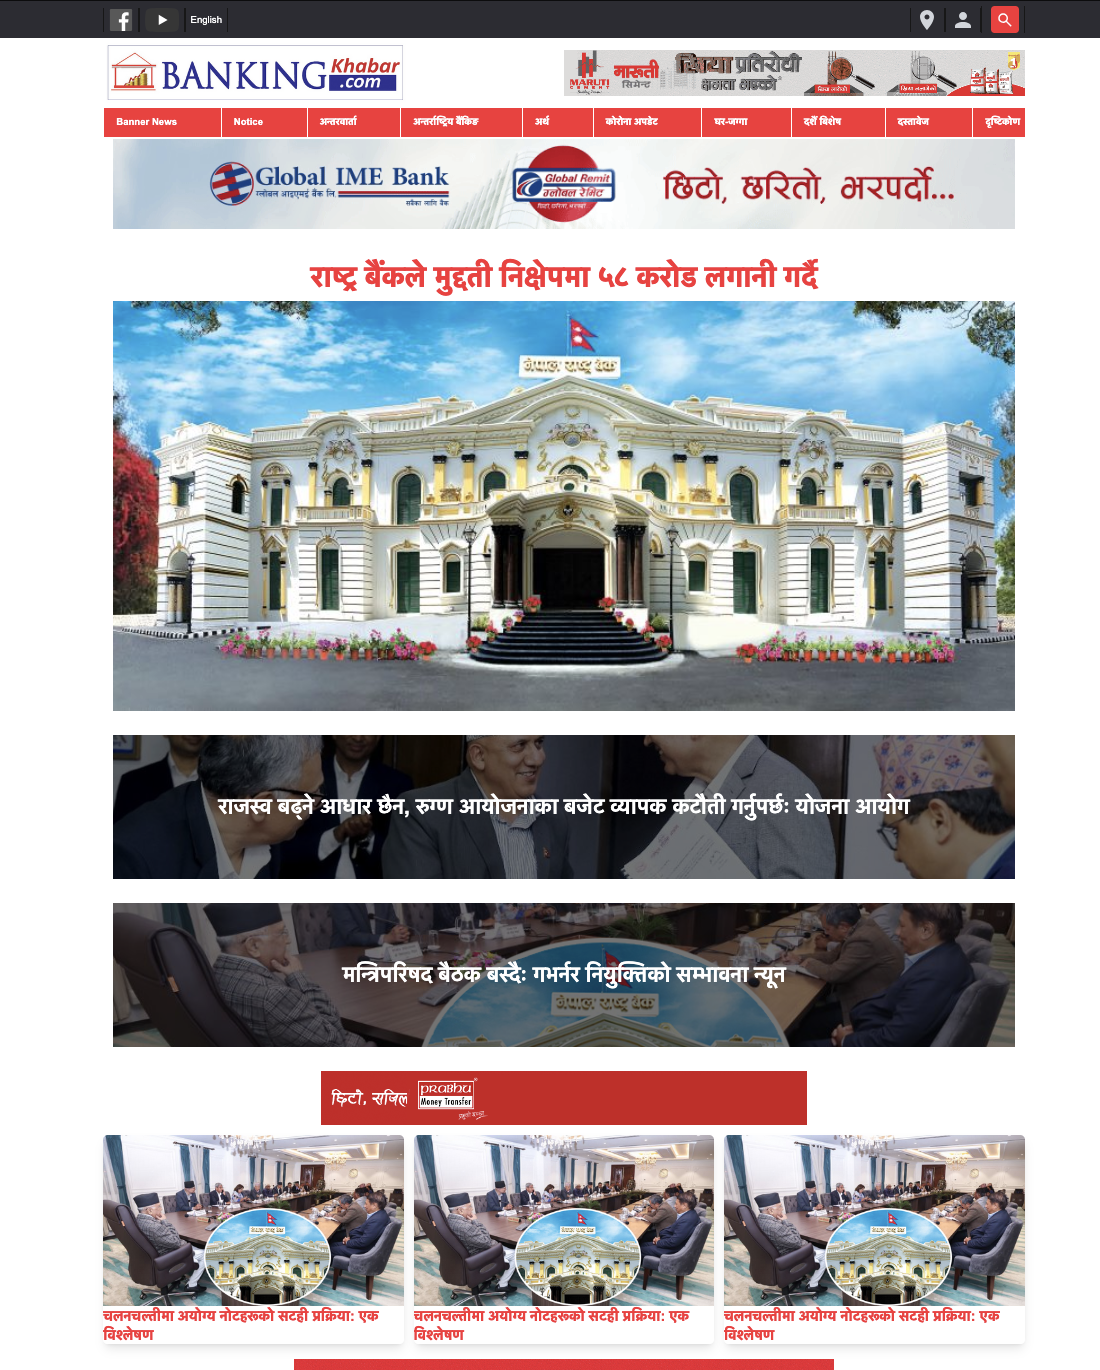 English
BANKING Khabar
.com
MARUTI
CEMENT
मारुती
सिमेन्ट
खिया प्रतिरोधी
क्षमता भएको
Banner News
Notice
अन्तरवार्ता
अन्तर्राष्ट्रिय बैंकिङ
अर्थ
कोरोना अपडेट
घर-जग्गा
दशैँ बिशेष
दस्तावेज
दृष्टिकोण
Global IME Bank
ग्लोबल आइएमई बैंक लि.
सबैका लागि बैंक
Global Remit
ग्लोबल रेमिट
छिटो, छरितो, भरपर्दो
छिटो, छरितो, भरपर्दो...
राष्ट्र बैंकले मुद्दती निक्षेपमा ५८ करोड लगानी गर्दै
नेपाल राष्ट्र बैंक
राजस्व बढ्ने आधार छैन, रुग्ण आयोजनाका बजेट व्यापक कटौती गर्नुपर्छः योजना आयोग
मन्त्रिपरिषद बैठक बस्दैः गभर्नर नियुक्तिको सम्भावना न्यून
नेपाल राष्ट्र बैंक
छिटो, सजिलै
PRABHU
Money Transfer
चलनचल्तीमा अयोग्य नोटहरूको सटही प्रक्रिया: एक
विश्लेषण
चलनचल्तीमा अयोग्य नोटहरूको सटही प्रक्रिया: एक
विश्लेषण
चलनचल्तीमा अयोग्य नोटहरूको सटही प्रक्रिया: एक
विश्लेषण